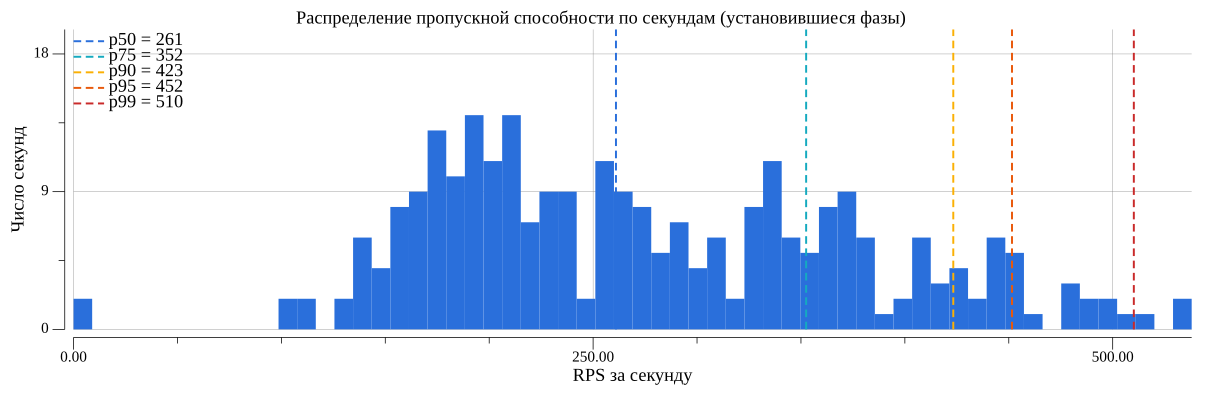 Распределение пропускной способности по секундам (установившиеся фазы)
p50 = 261
p75 = 352
p90 = 423
p95 = 452
p99 = 510
Число секунд
18
9
0
0.00
250.00
500.00
RPS за секунду